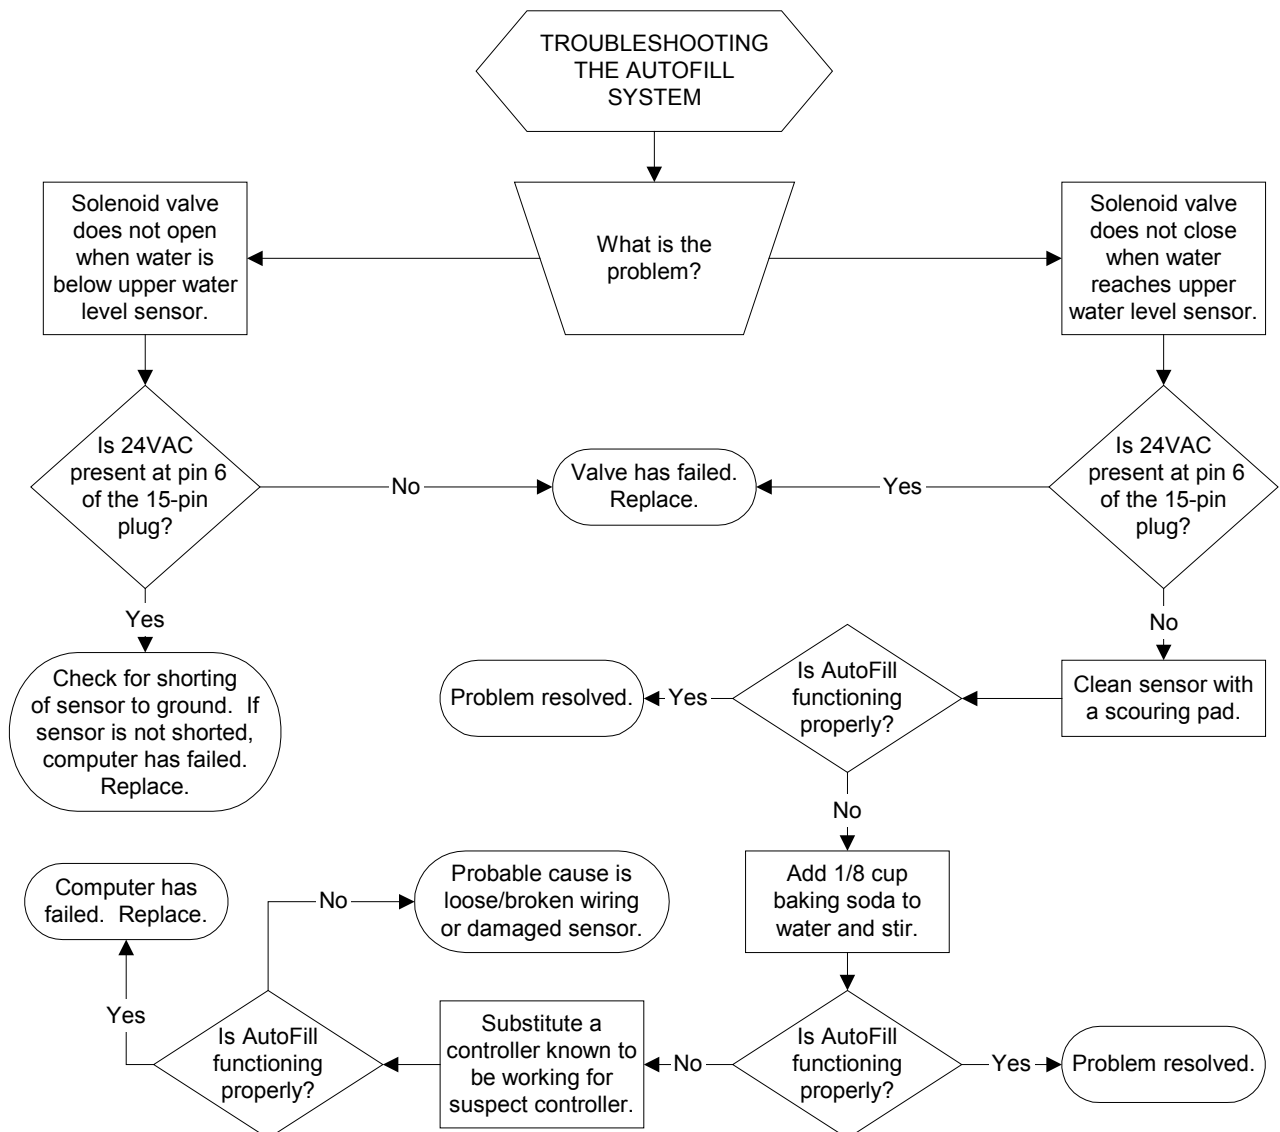 TROUBLESHOOTING
THE AUTOFILL
SYSTEM
What is the
problem?
Solenoid valve
does not open
when water is
below upper water
level sensor.
Solenoid valve
does not close
when water
reaches upper
water level sensor.
Is 24VAC
present at pin 6
of the 15-pin
plug?
No
Valve has failed.
Replace.
Yes
Is 24VAC
present at pin 6
of the 15-pin
plug?
Yes
No
Check for shorting
of sensor to ground.  If
sensor is not shorted,
computer has failed.
Replace.
Problem resolved.
Yes
Is AutoFill
functioning
properly?
Clean sensor with
a scouring pad.
No
Computer has
failed.  Replace.
No
Probable cause is
loose/broken wiring
or damaged sensor.
Add 1/8 cup
baking soda to
water and stir.
Yes
Is AutoFill
functioning
properly?
Substitute a
controller known to
be working for
suspect controller.
No
Is AutoFill
functioning
properly?
Yes
Problem resolved.